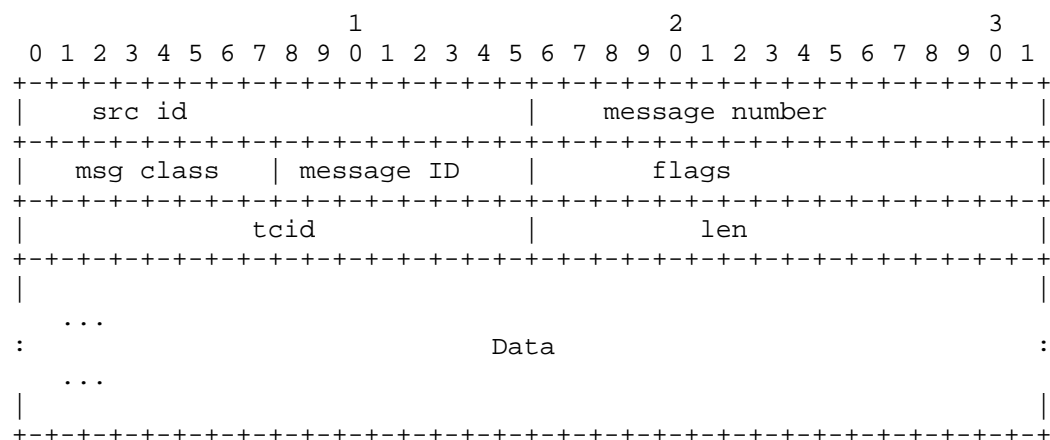 1                   2                   3
 0 1 2 3 4 5 6 7 8 9 0 1 2 3 4 5 6 7 8 9 0 1 2 3 4 5 6 7 8 9 0 1
+-+-+-+-+-+-+-+-+-+-+-+-+-+-+-+-+-+-+-+-+-+-+-+-+-+-+-+-+-+-+-+-+
|    src id                     |    message number             |
+-+-+-+-+-+-+-+-+-+-+-+-+-+-+-+-+-+-+-+-+-+-+-+-+-+-+-+-+-+-+-+-+
|   msg class   | message ID    |       flags                   |
+-+-+-+-+-+-+-+-+-+-+-+-+-+-+-+-+-+-+-+-+-+-+-+-+-+-+-+-+-+-+-+-+
|              tcid             |          len                  |
+-+-+-+-+-+-+-+-+-+-+-+-+-+-+-+-+-+-+-+-+-+-+-+-+-+-+-+-+-+-+-+-+
|                                                               |
   ...
:                             Data                              :
   ...
|                                                               |
+-+-+-+-+-+-+-+-+-+-+-+-+-+-+-+-+-+-+-+-+-+-+-+-+-+-+-+-+-+-+-+-+